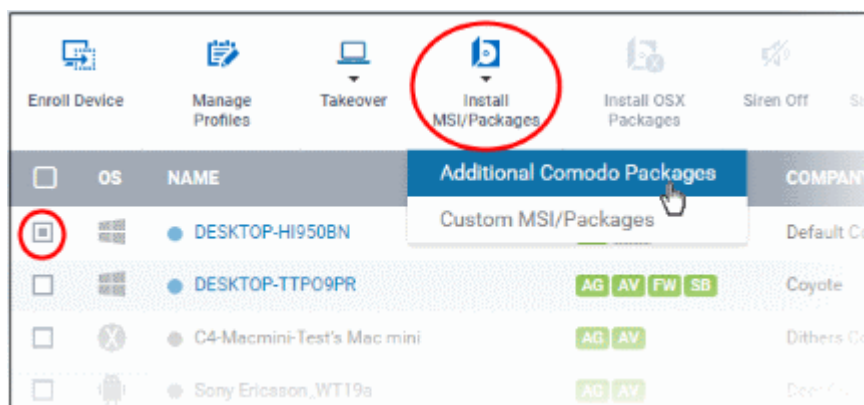 Enroll Device
Manage
Profiles
Takeover
Install
MSI/Packages
Install OSX
Packages
Siren Off
OS NAME COMPANY
Additional Comodo Packages
Custom MSI/Packages
DESKTOP-HI950BN Default
DESKTOP-TTPO9PR AG AV FW SB Coyote
C4-Macmini-Test's Mac mini AG AV Dithers
Sony Ericsson_WT19a AG AV